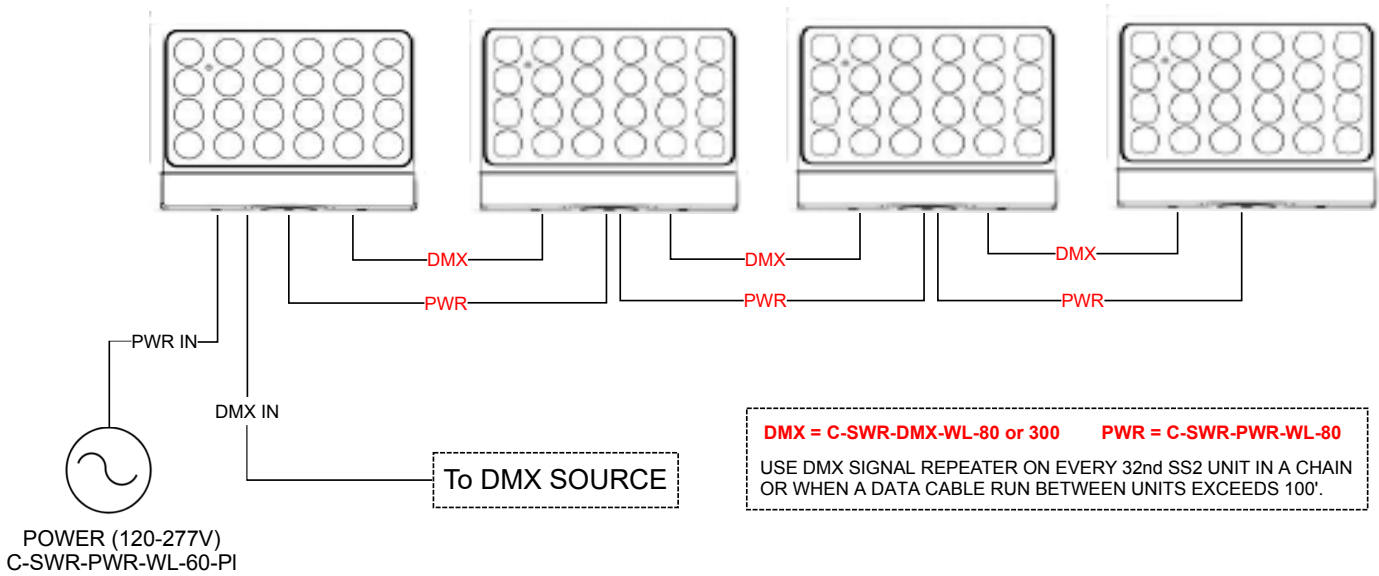 DMX
DMX
DMX
PWR
PWR
PWR
PWR IN
DMX IN
To DMX SOURCE
DMX = C-SWR-DMX-WL-80 or 300 PWR = C-SWR-PWR-WL-80
USE DMX SIGNAL REPEATER ON EVERY 32nd SS2 UNIT IN A CHAIN
OR WHEN A DATA CABLE RUN BETWEEN UNITS EXCEEDS 100'.
POWER (120-277V)
C-SWR-PWR-WL-60-PI